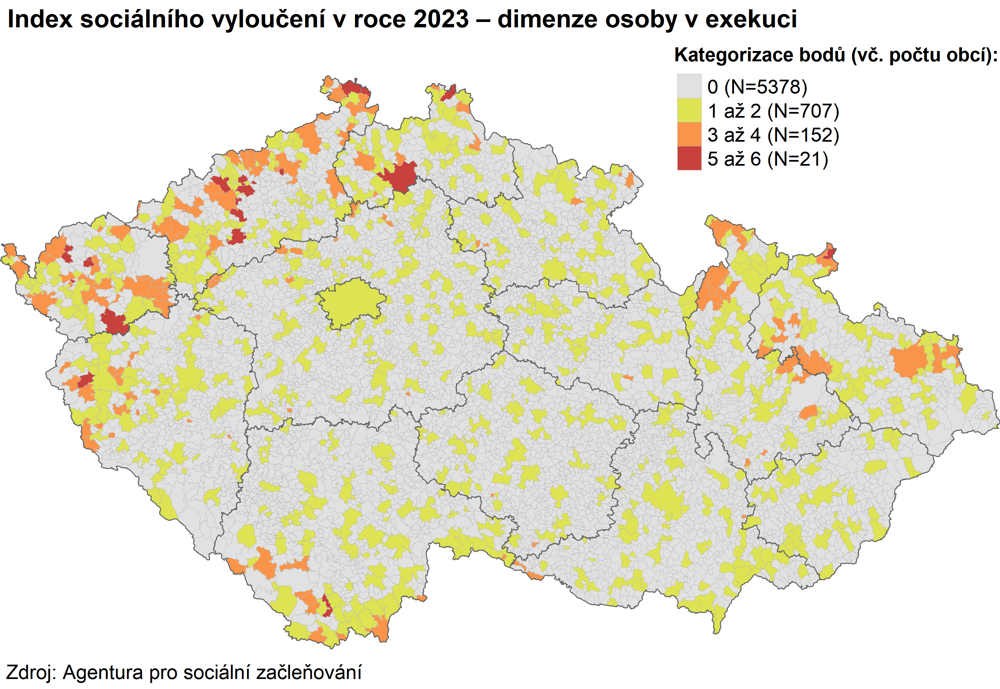 Index sociálního vyloučení v roce 2023 – dimenze osoby v exekuci
Kategorizace bodů (vč. počtu obcí):
0 (N=5378)
1 až 2 (N=707)
3 až 4 (N=152)
5 až 6 (N=21)
Zdroj: Agentura pro sociální začleňování